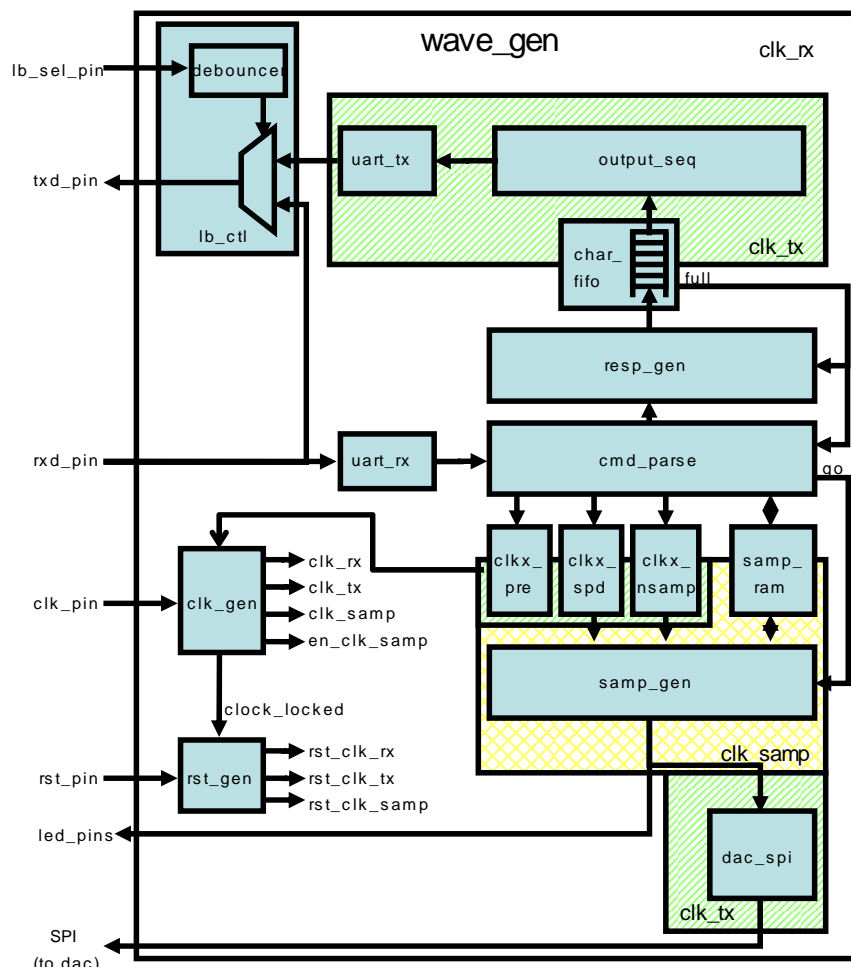 wave_gen
clk_rx
lb_sel_pin
debouncer
uart_tx
output_seq
txd_pin
lb_ctl
clk_tx
char_
fifo
full
resp_gen
rxd_pin
uart_rx
cmd_parse
go
clkx_
pre
clkx_
spd
clkx_
nsamp
samp_
ram
clk_pin
clk_gen
clk_rx
clk_tx
clk_samp
en_clk_samp
samp_gen
clock_locked
clk_samp
rst_pin
rst_gen
rst_clk_rx
rst_clk_tx
rst_clk_samp
led_pins
dac_spi
clk_tx
SPI
(to dac)